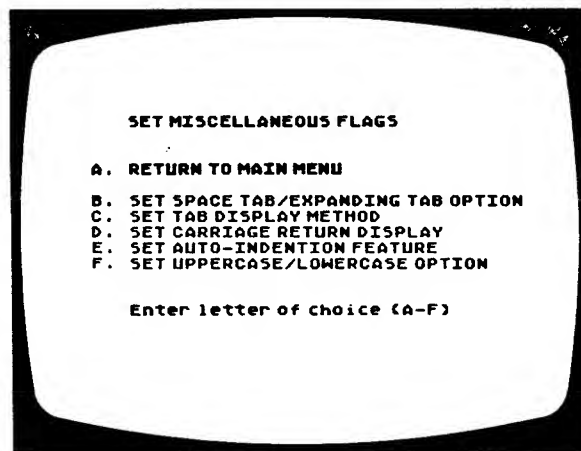 SET MISCELLANEOUS FLAGS
A. RETURN TO MAIN MENU
B. SET SPACE TAB/EXPANDING TAB OPTION
C. SET TAB DISPLAY METHOD
D. SET CARRIAGE RETURN DISPLAY
E. SET AUTO-INDENTION FEATURE
F. SET UPPERCASE/LOWERCASE OPTION
Enter letter of choice (A-F)